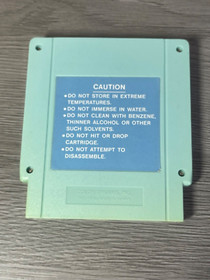 CAUTION
• DO NOT STORE IN EXTREME
TEMPERATURES.
• DO NOT IMMERSE IN WATER.
• DO NOT CLEAN WITH BENZENE,
THINNER ALCOHOL OR OTHER
SUCH SOLVENTS.
• DO NOT HIT OR DROP
CARTRIDGE.
• DO NOT ATTEMPT TO
DISASSEMBLE.